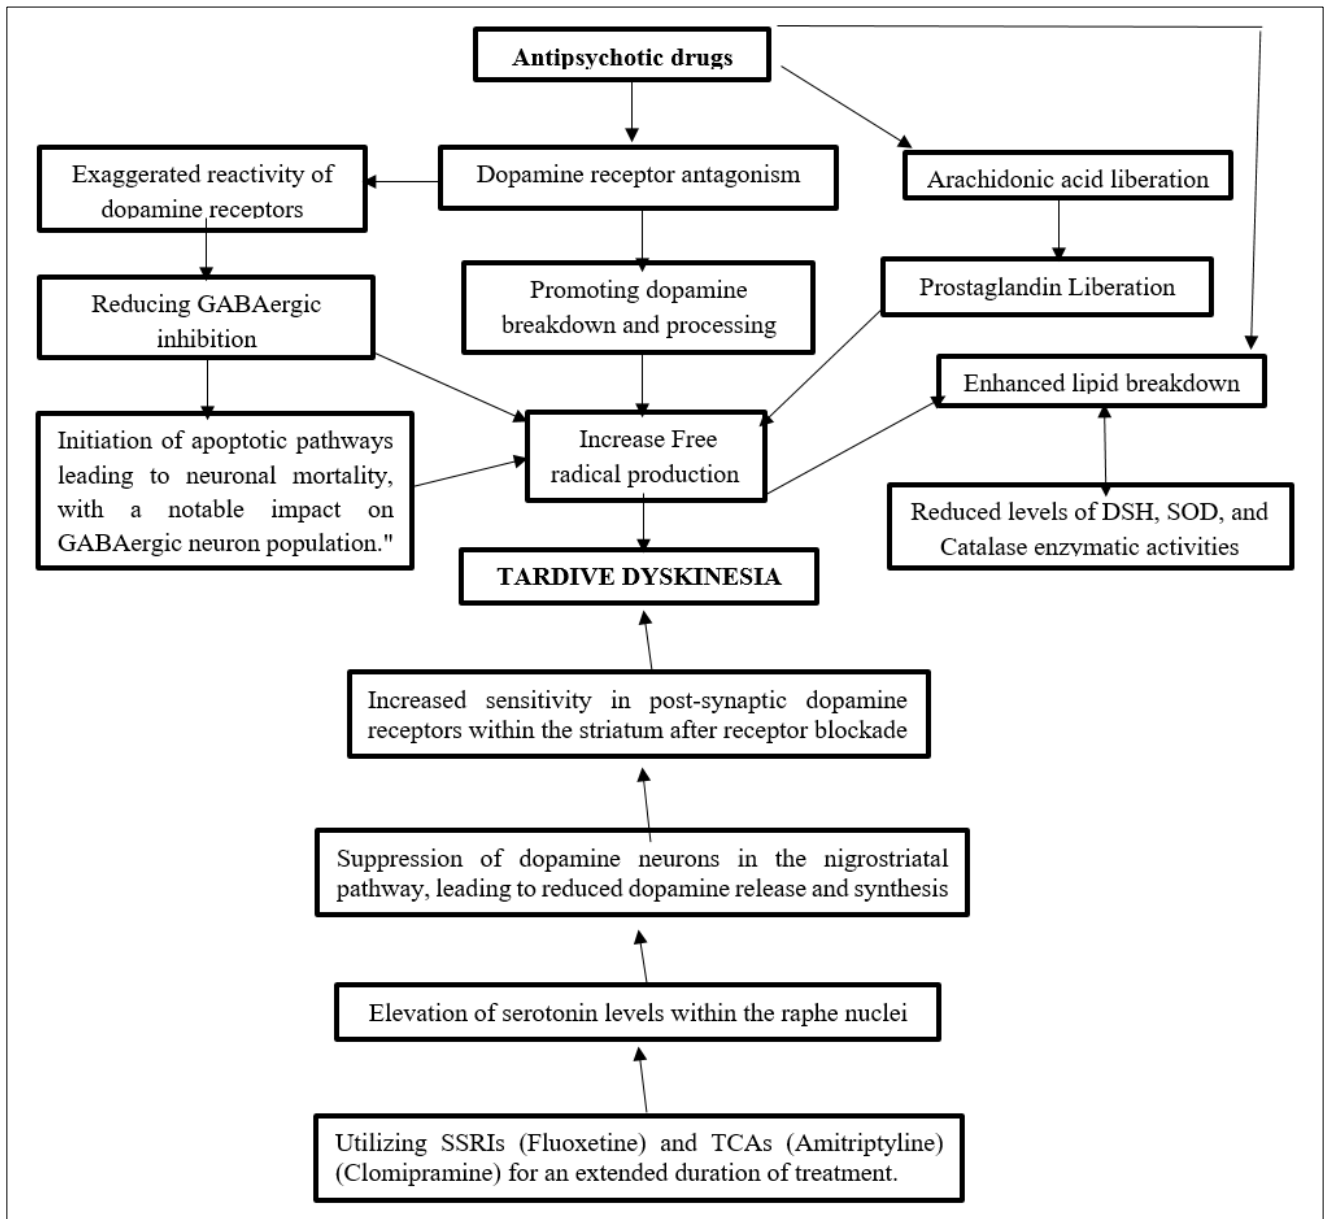 Antipsychotic drugs
Exaggerated reactivity of
dopamine receptors
Dopamine receptor antagonism
Arachidonic acid liberation
Reducing GABAergic
inhibition
Promoting dopamine
breakdown and processing
Prostaglandin Liberation
Enhanced lipid breakdown
Initiation of apoptotic pathways
leading to neuronal mortality,
with a notable impact on
GABAergic neuron population."
Increase Free
radical production
Reduced levels of DSH, SOD, and
Catalase enzymatic activities
TARDIVE DYSKINESIA
Increased sensitivity in post-synaptic dopamine
receptors within the striatum after receptor blockade
Suppression of dopamine neurons in the nigrostriatal
pathway, leading to reduced dopamine release and synthesis
Elevation of serotonin levels within the raphe nuclei
Utilizing SSRIs (Fluoxetine) and TCAs (Amitriptyline)
(Clomipramine) for an extended duration of treatment.